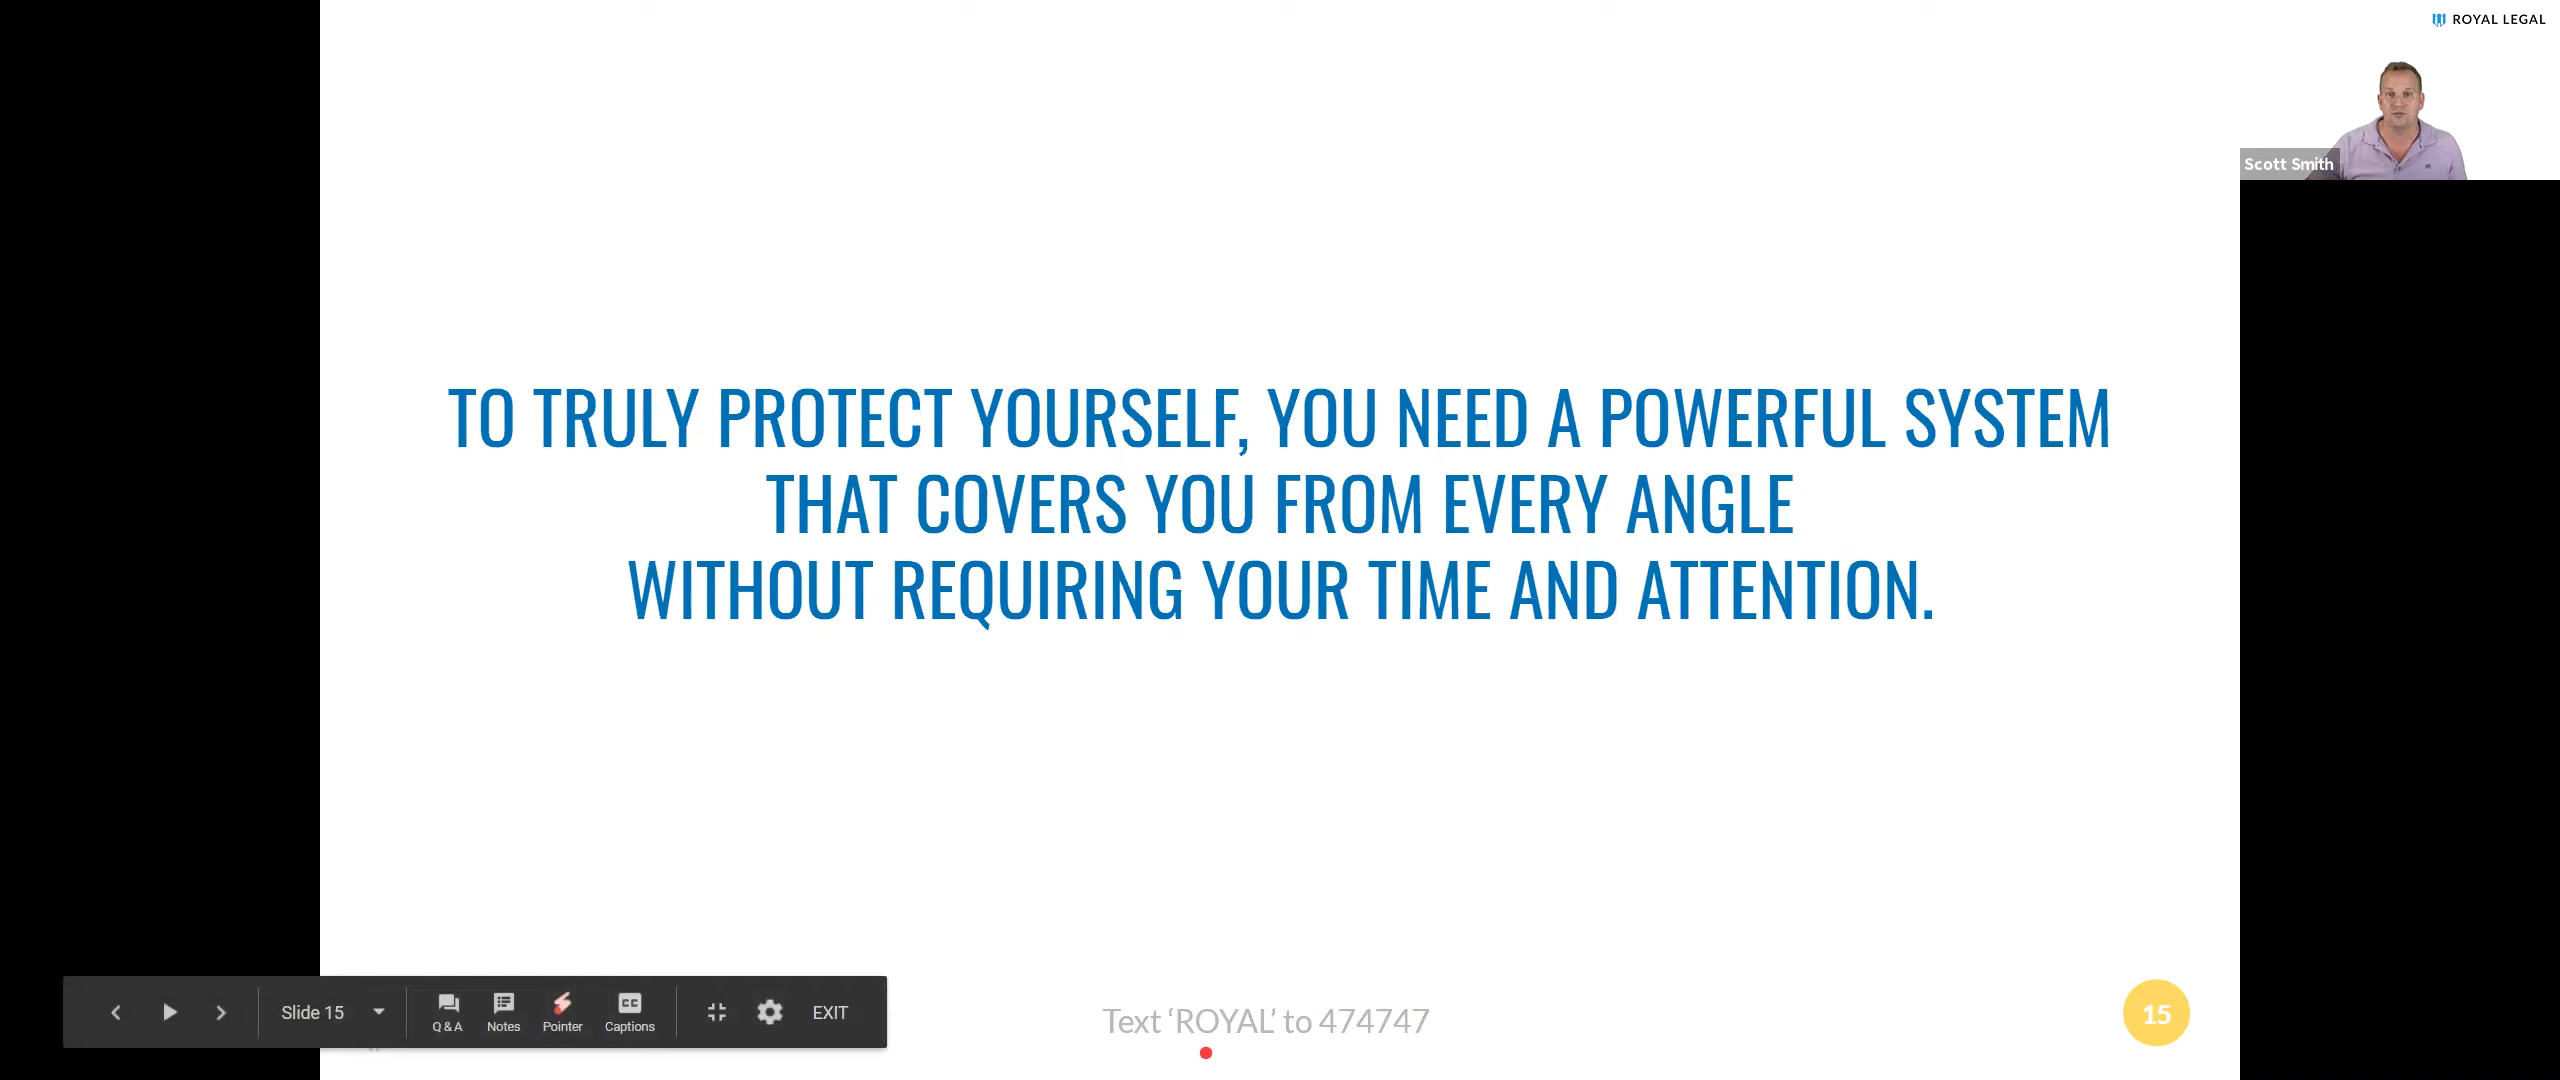 ROYAL LEGAL
Scott Smith
TO TRULY PROTECT YOURSELF, YOU NEED A POWERFUL SYSTEM
THAT COVERS YOU FROM EVERY ANGLE
WITHOUT REQUIRING YOUR TIME AND ATTENTION.
Slide 15
Q & A
Notes
Pointer
CC
Captions
EXIT
Text ‘ROYAL’ to 474747
15